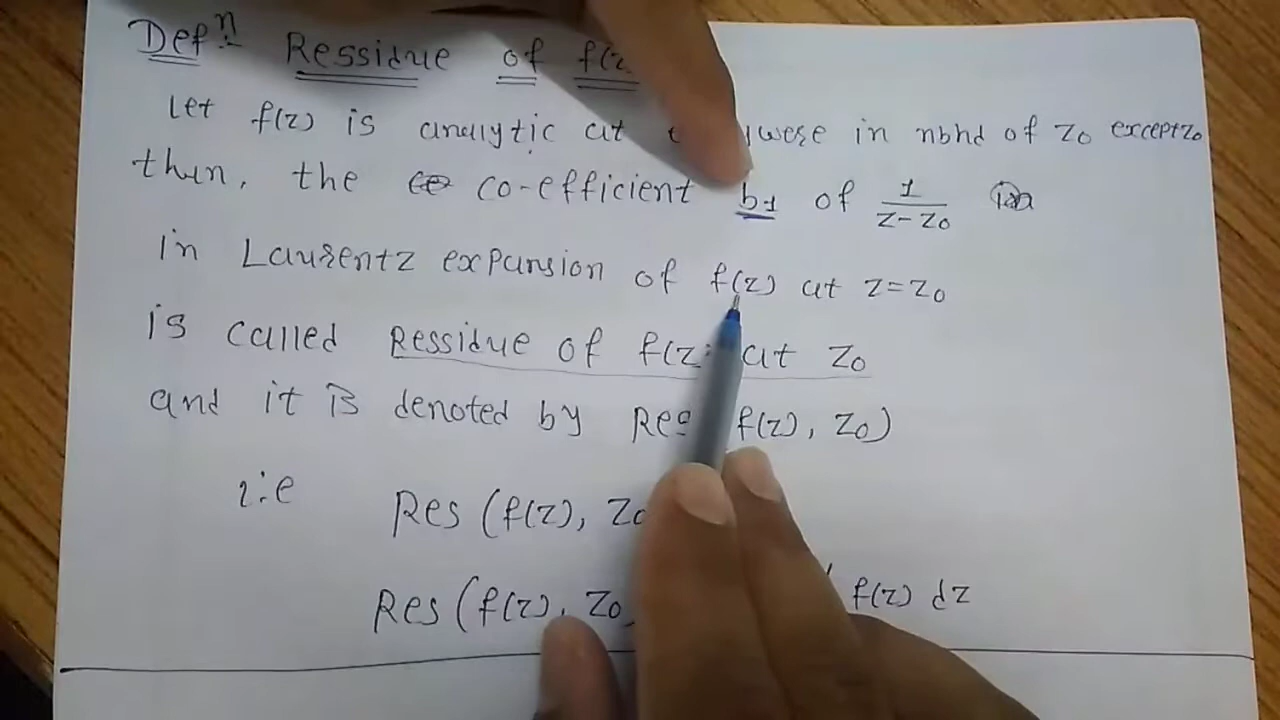 Defn Ressidue of f(z
Let f(z) is analytic at in nbhd of z0 except z0
then, the co-efficient b1 of 1/z-z0
in Laurentz expansion of f(z) at z=z0
is called Ressidue of f(z at z0
and it is denoted by Res f(z), z0)
i.e Res (f(z), z0
Res (f(z), z0 f(z) dz